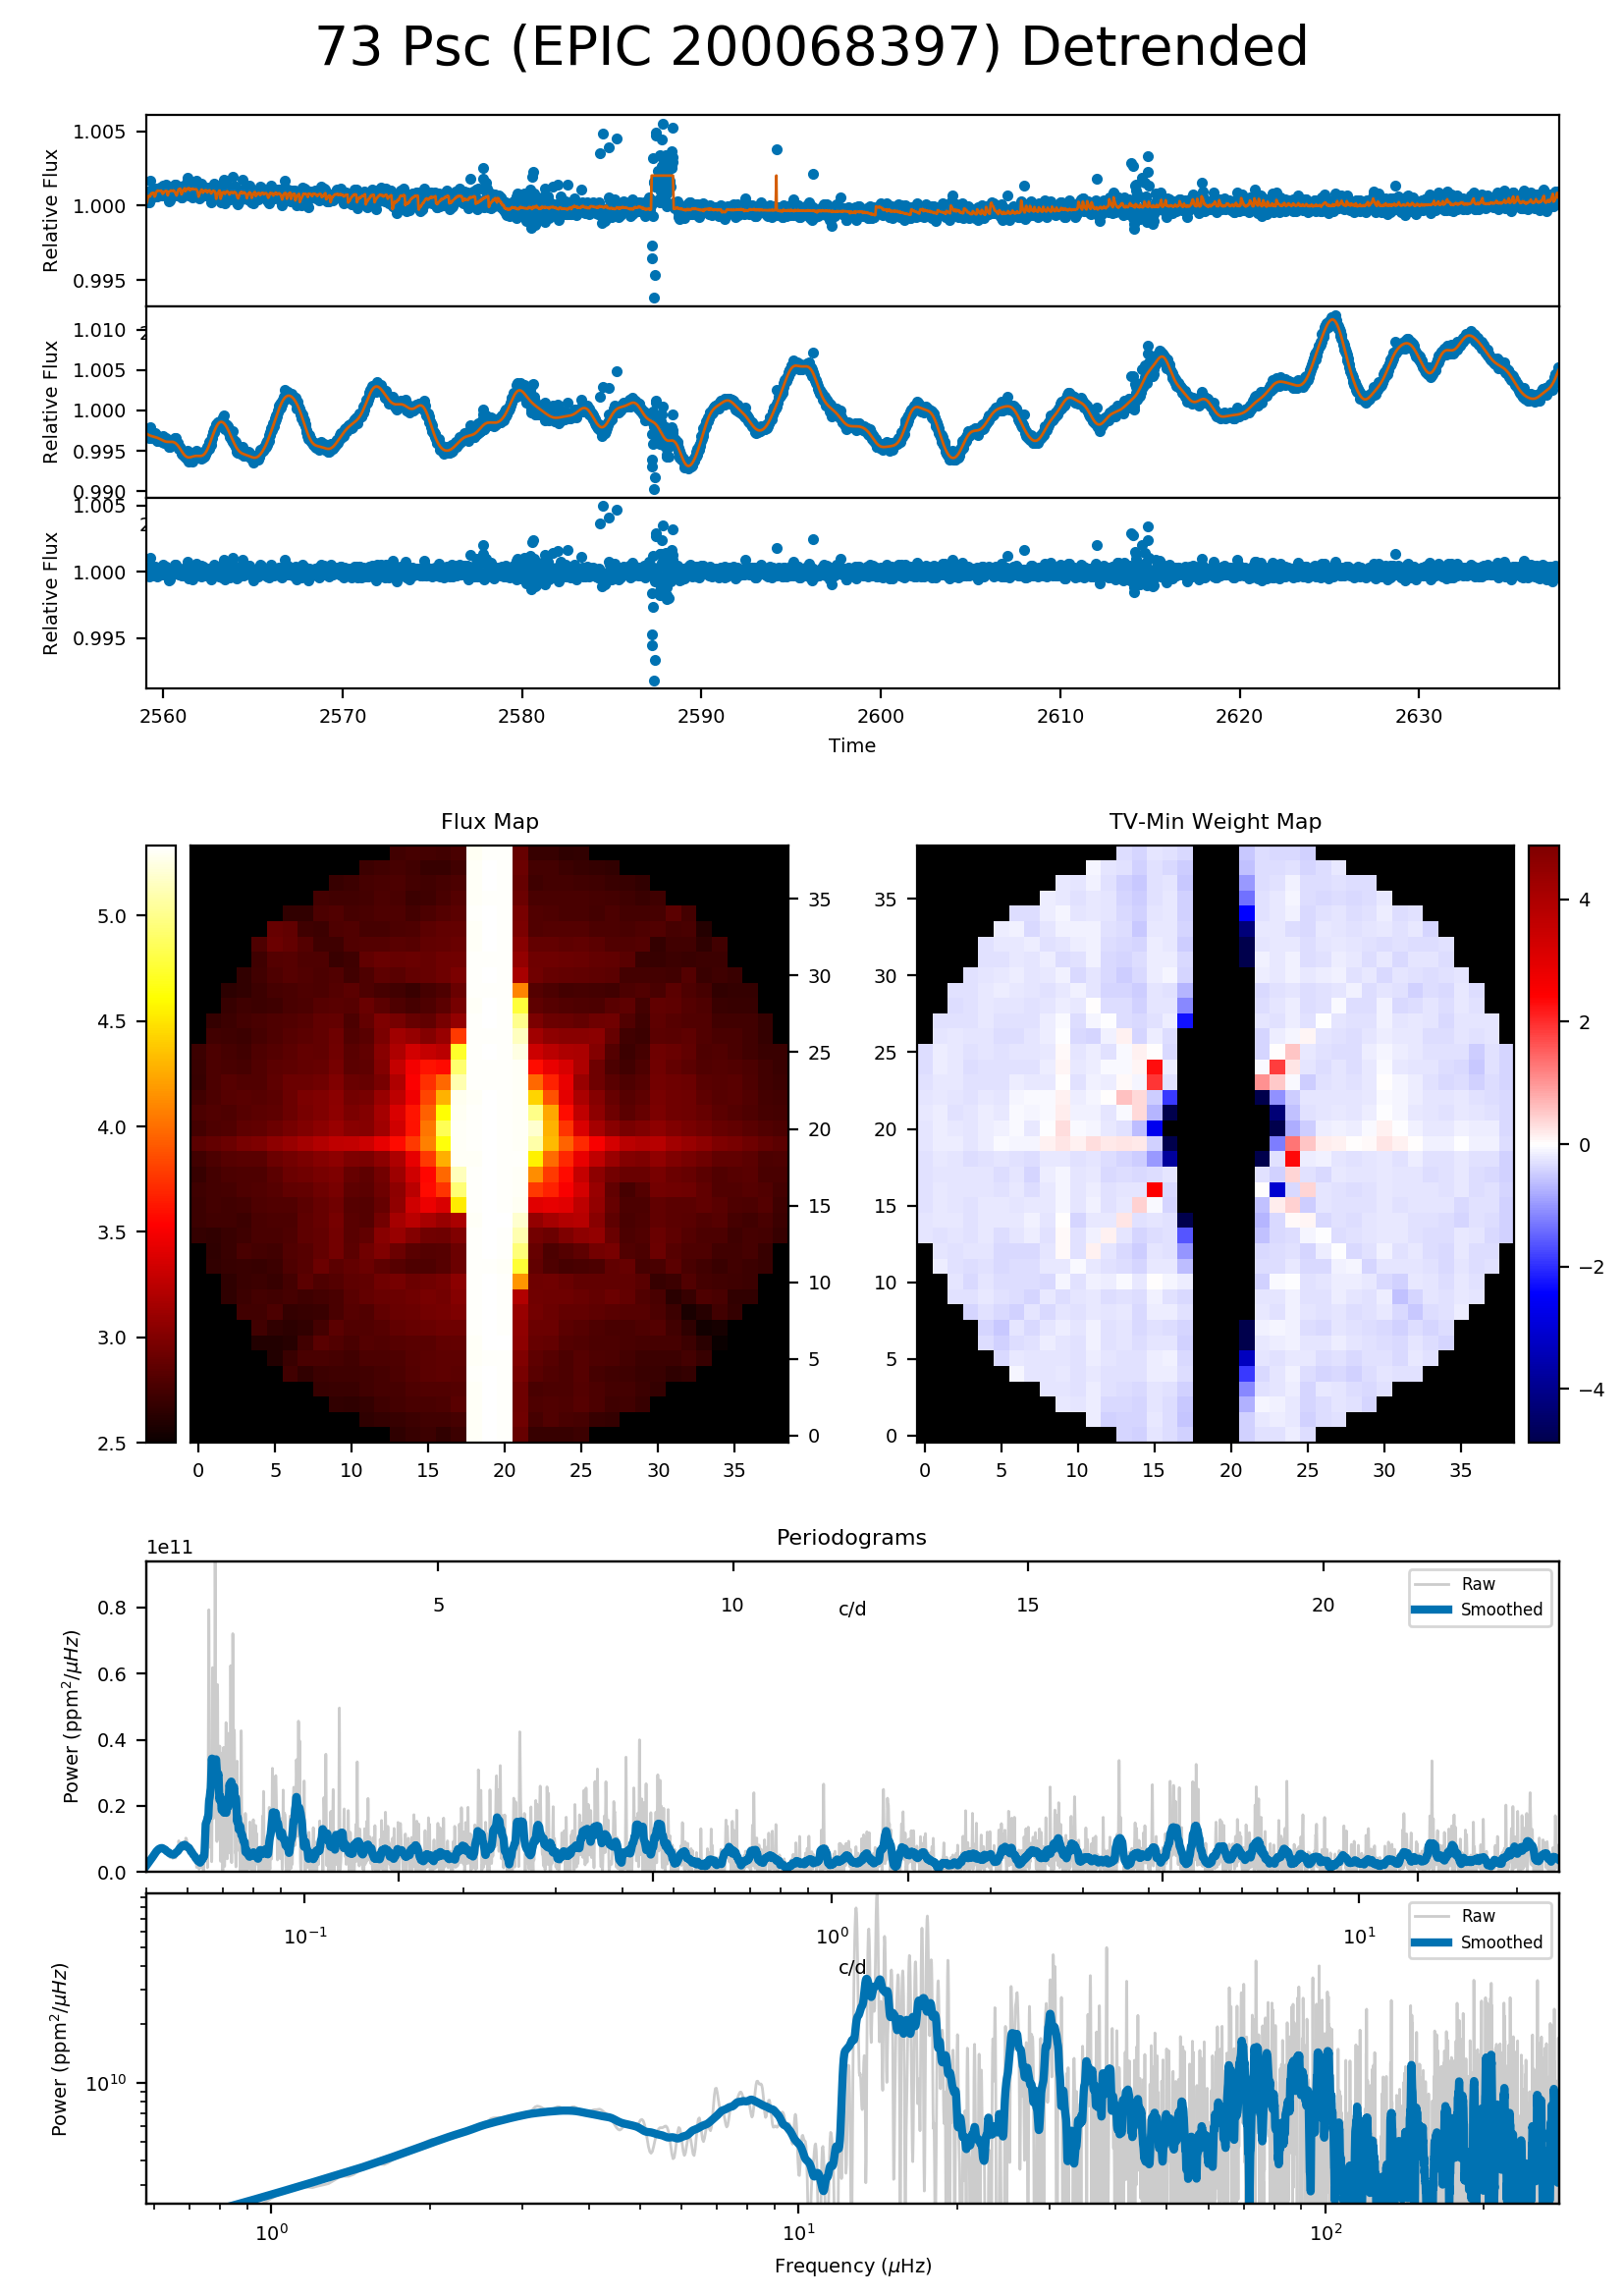 73 Psc (EPIC 200068397) Detrended
1.005
1.000
0.995
Relative Flux
1.010
1.005
1.000
0.995
0.990
Relative Flux
1.005
1.000
0.995
Relative Flux
2560 2570 2580 2590 2600 2610 2620 2630
Time
Flux Map
5.0
4.5
4.0
3.5
3.0
2.5
35
30
25
20
15
10
5
0
0 5 10 15 20 25 30 35
TV-Min Weight Map
35
30
25
20
15
10
5
0
0 5 10 15 20 25 30 35
4
2
0
−2
−4
Periodograms
1e11
5 10 15 20
c/d
Raw
Smoothed
0.8
0.6
0.4
0.2
0.0
Power (ppm²/μHz)
10⁻¹ 10⁰ 10¹
c/d
Raw
Smoothed
10¹⁰
Power (ppm²/μHz)
10⁰ 10¹ 10²
Frequency (μHz)